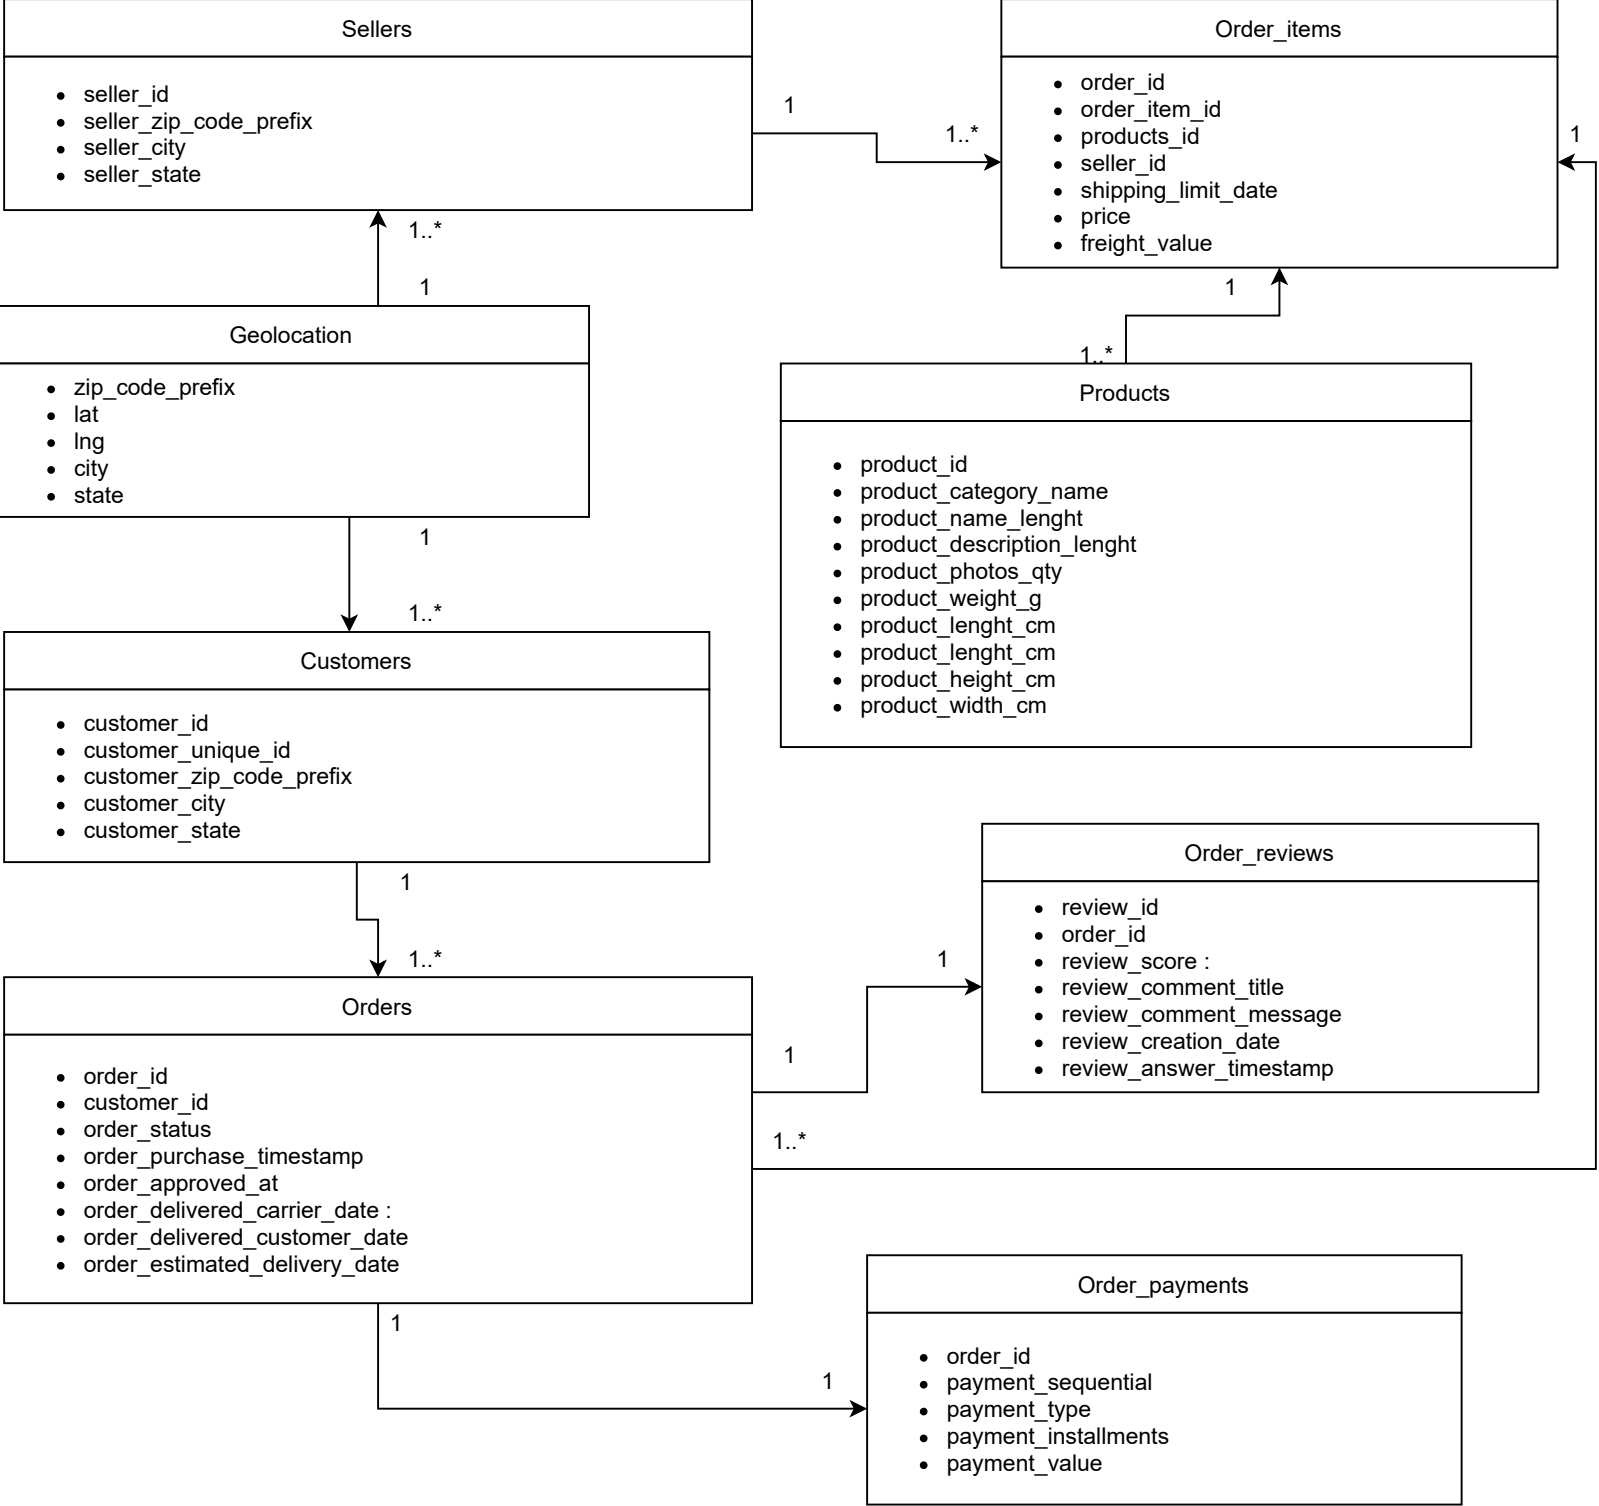 Sellers
seller_id
seller_zip_code_prefix
seller_city
seller_state
1
1..*
Order_items
order_id
order_item_id
products_id
seller_id
shipping_limit_date
price
freight_value
1
1..*
1
Geolocation
zip_code_prefix
lat
lng
city
state
1
1..*
Products
product_id
product_category_name
product_name_lenght
product_description_lenght
product_photos_qty
product_weight_g
product_lenght_cm
product_lenght_cm
product_height_cm
product_width_cm
1
1..*
Customers
customer_id
customer_unique_id
customer_zip_code_prefix
customer_city
customer_state
1
1..*
Order_reviews
review_id
order_id
review_score :
review_comment_title
review_comment_message
review_creation_date
review_answer_timestamp
1
1
1..*
Orders
order_id
customer_id
order_status
order_purchase_timestamp
order_approved_at
order_delivered_carrier_date :
order_delivered_customer_date
order_estimated_delivery_date
1
1
Order_payments
order_id
payment_sequential
payment_type
payment_installments
payment_value